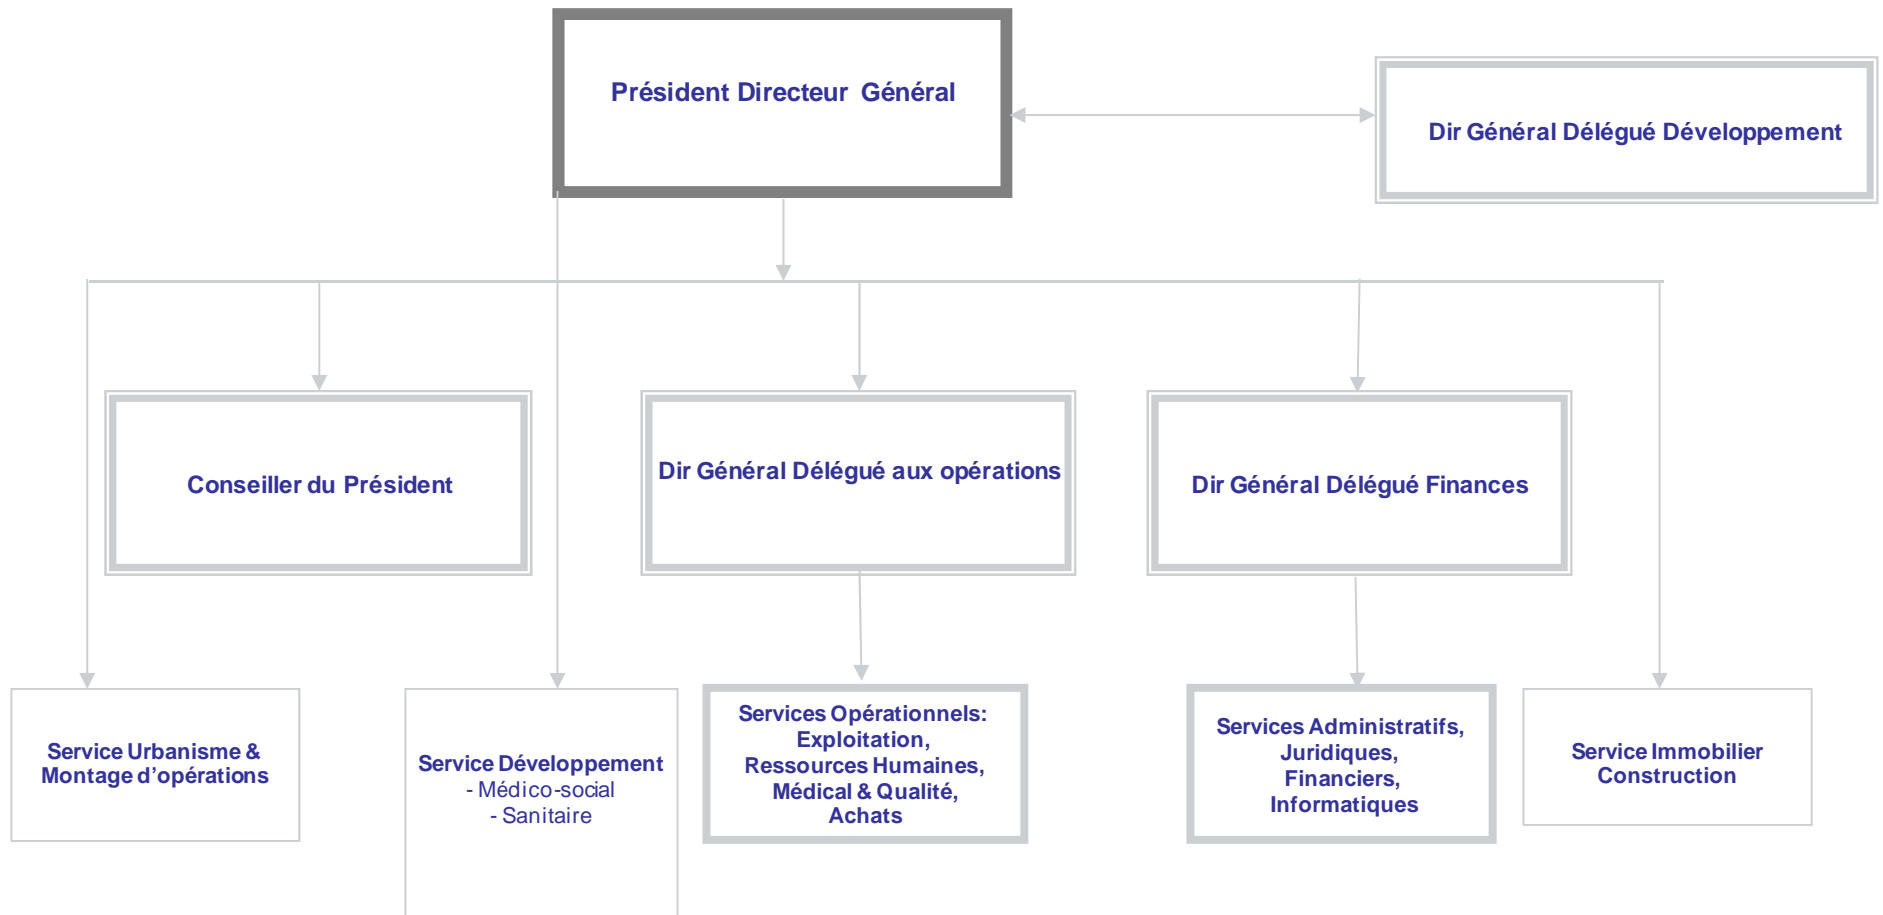 Président Directeur Général
Dir Général Délégué Développement
Conseiller du Président
Dir Général Délégué aux opérations
Dir Général Délégué Finances
Service Urbanisme &
Montage d’opérations
Service Développement
- Médico-social
- Sanitaire
Services Opérationnels:
Exploitation,
Ressources Humaines,
Médical & Qualité,
Achats
Services Administratifs,
Juridiques,
Financiers,
Informatiques
Service Immobilier
Construction